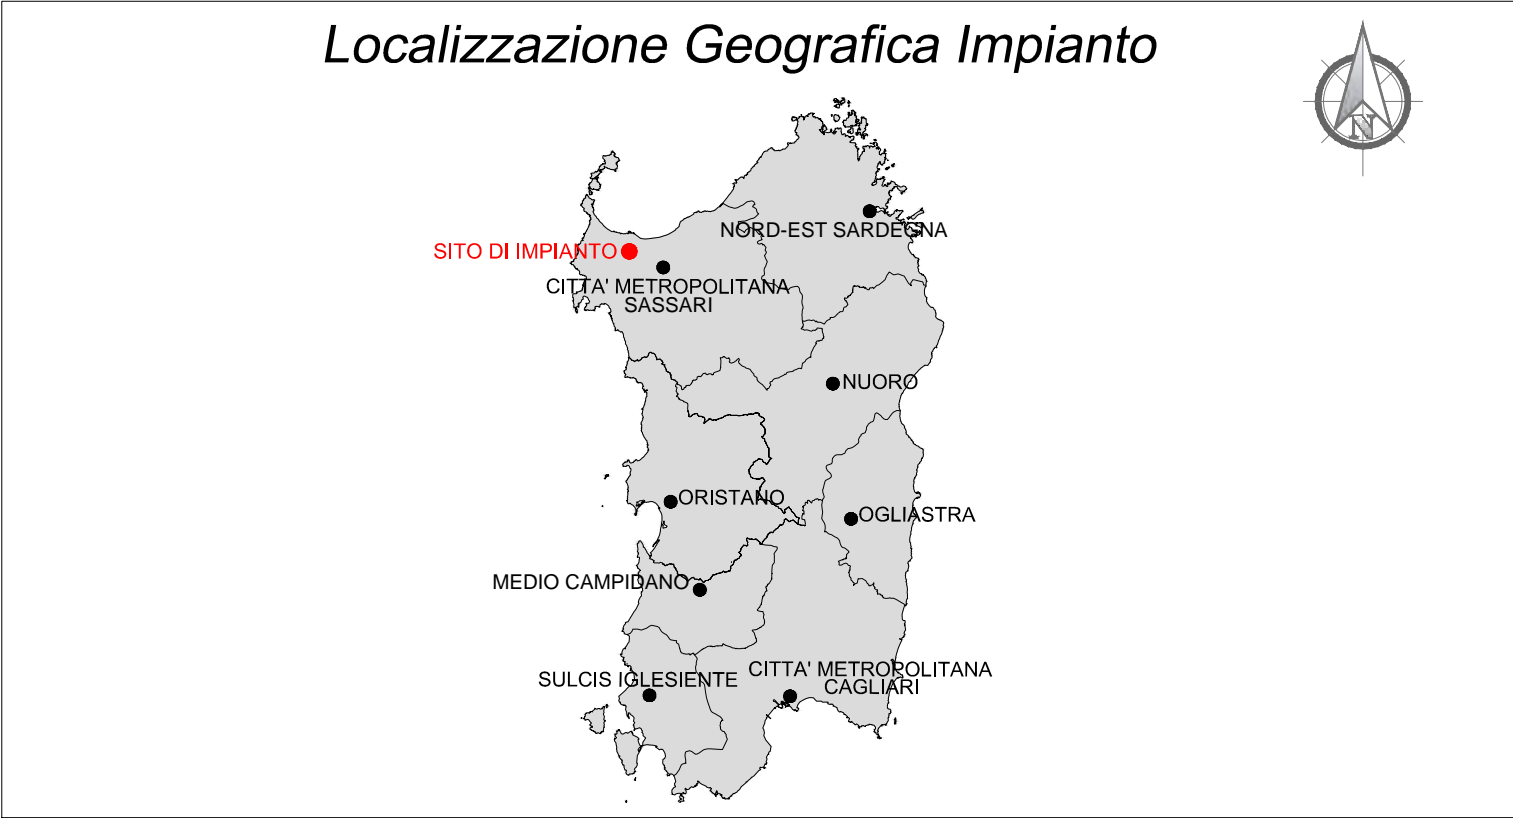 Localizzazione Geografica Impianto
N
NORD-EST SARDEGNA
SITO DI IMPIANTO
CITTA' METROPOLITANA
SASSARI
NUORO
ORISTANO
OGLIASTRA
MEDIO CAMPIDANO
CITTA' METROPOLITANA
CAGLIARI
SULCIS IGLESIENTE